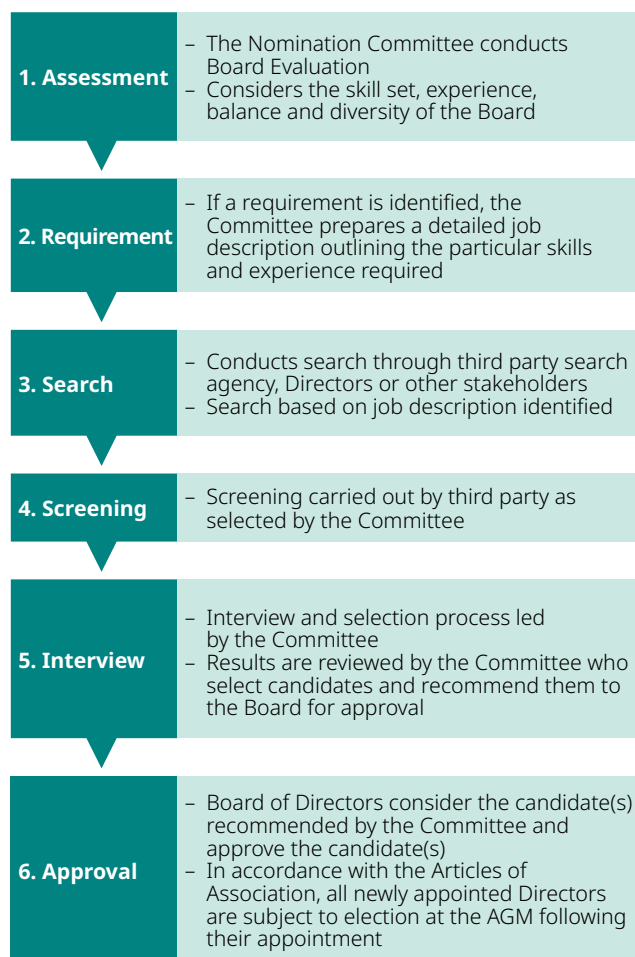 1. Assessment
– The Nomination Committee conducts
Board Evaluation
– Considers the skill set, experience,
balance and diversity of the Board
2. Requirement
– If a requirement is identified, the
Committee prepares a detailed job
description outlining the particular skills
and experience required
3. Search
– Conducts search through third party search
agency, Directors or other stakeholders
– Search based on job description identified
4. Screening
– Screening carried out by third party as
selected by the Committee
5. Interview
– Interview and selection process led
by the Committee
– Results are reviewed by the Committee who
select candidates and recommend them to
the Board for approval
6. Approval
– Board of Directors consider the candidate(s)
recommended by the Committee and
approve the candidate(s)
– In accordance with the Articles of
Association, all newly appointed Directors
are subject to election at the AGM following
their appointment